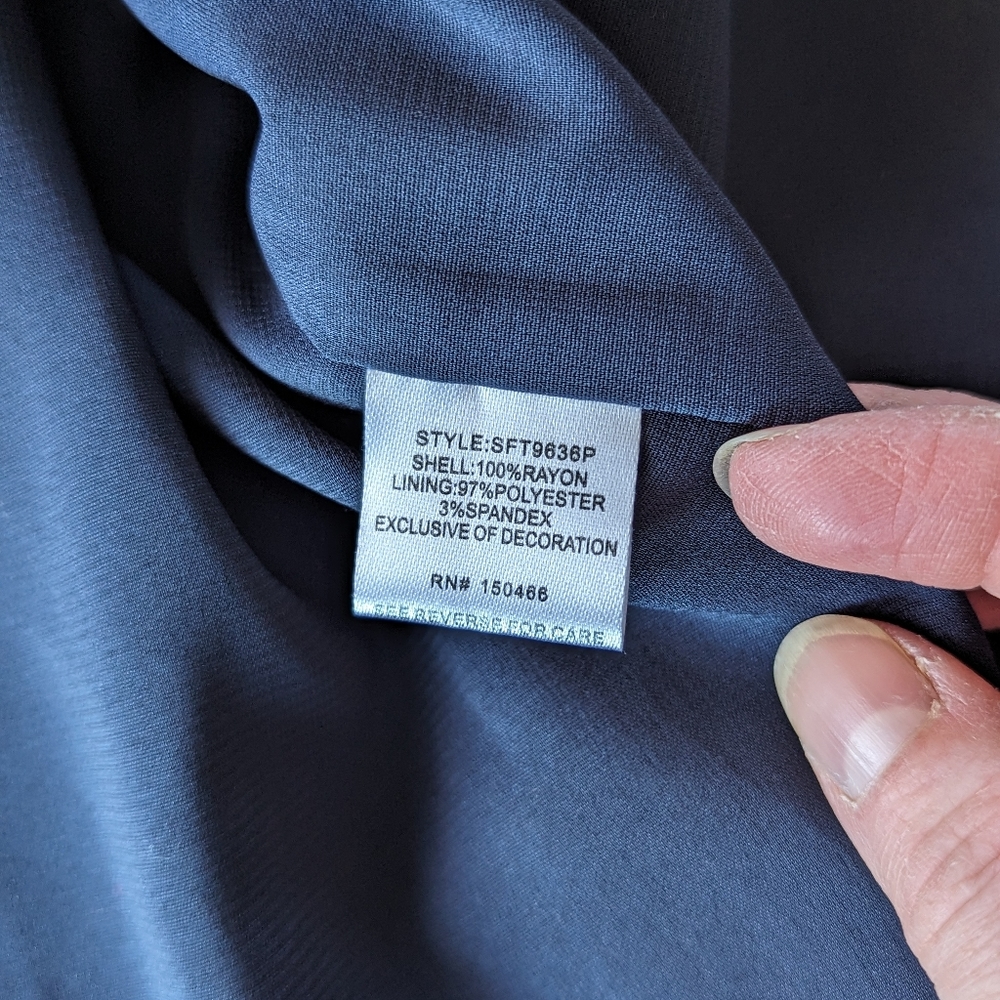 STYLE:SFT9636P
SHELL:100%RAYON
LINING:97%POLYESTER
3%SPANDEX
EXCLUSIVE OF DECORATION
RN# 150466
SEE REVERSE FOR CARE